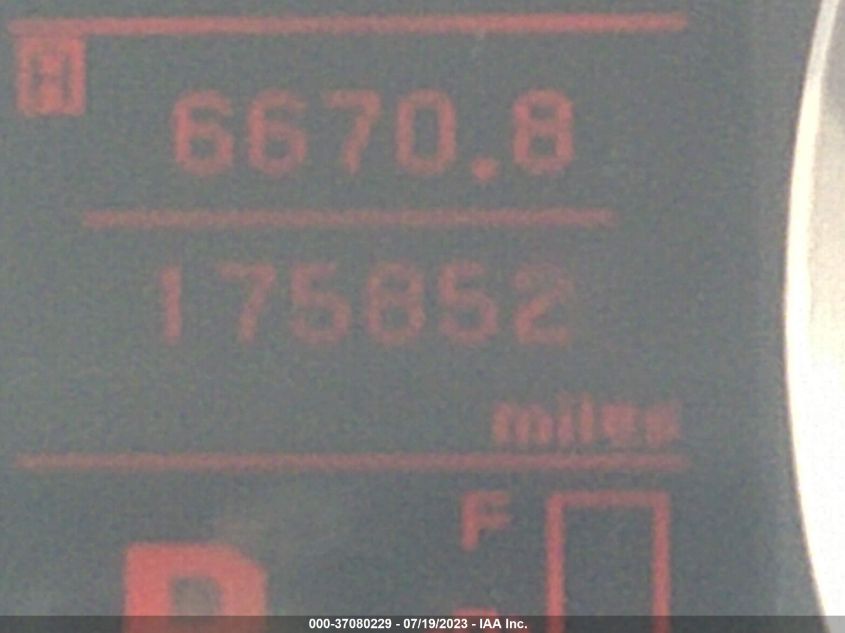 H
6670.8
175852
miles
F
P
000-37080229 - 07/19/2023 - IAA Inc.